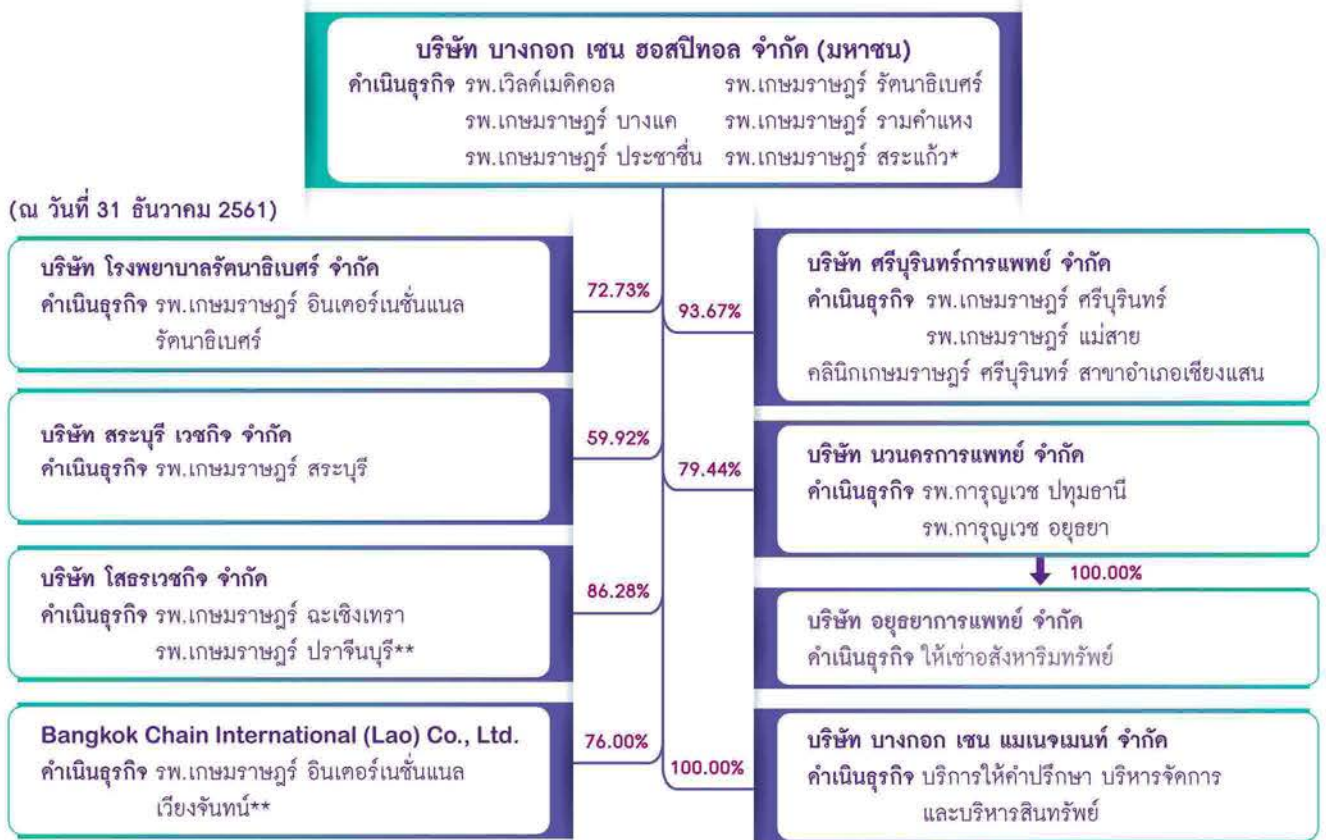 บริษัท บางกอก เชน ฮอสปิทอล จำกัด (มหาชน)
ดำเนินธุรกิจ รพ.เวิลด์เมดิคอล รพ.เกษมราษฎร์ รัตนาธิเบศร์
รพ.เกษมราษฎร์ บางแค รพ.เกษมราษฎร์ รามคำแหง
รพ.เกษมราษฎร์ ประชาชื่น รพ.เกษมราษฎร์ สระแก้ว*
(ณ วันที่ 31 ธันวาคม 2561)
บริษัท โรงพยาบาลรัตนาธิเบศร์ จำกัด
ดำเนินธุรกิจ รพ.เกษมราษฎร์ อินเตอร์เนชั่นแนล
รัตนาธิเบศร์
72.73%
93.67%
บริษัท ศรีบุรินทร์การแพทย์ จำกัด
ดำเนินธุรกิจ รพ.เกษมราษฎร์ ศรีบุรินทร์
รพ.เกษมราษฎร์ แม่สาย
คลินิกเกษมราษฎร์ ศรีบุรินทร์ สาขาอำเภอเชียงแสน
บริษัท สระบุรี เวชกิจ จำกัด
ดำเนินธุรกิจ รพ.เกษมราษฎร์ สระบุรี
59.92%
79.44%
บริษัท นวนครการแพทย์ จำกัด
ดำเนินธุรกิจ รพ.การุญเวช ปทุมธานี
รพ.การุญเวช อยุธยา
100.00%
บริษัท โสธรเวชกิจ จำกัด
ดำเนินธุรกิจ รพ.เกษมราษฎร์ ฉะเชิงเทรา
รพ.เกษมราษฎร์ ปราจีนบุรี**
86.28%
บริษัท อยุธยาการแพทย์ จำกัด
ดำเนินธุรกิจ ให้เช่าอสังหาริมทรัพย์
Bangkok Chain International (Lao) Co., Ltd.
ดำเนินธุรกิจ รพ.เกษมราษฎร์ อินเตอร์เนชั่นแนล
เวียงจันทน์**
76.00%
100.00%
บริษัท บางกอก เชน แมเนจเมนท์ จำกัด
ดำเนินธุรกิจ บริการให้คำปรึกษา บริหารจัดการ
และบริหารสินทรัพย์